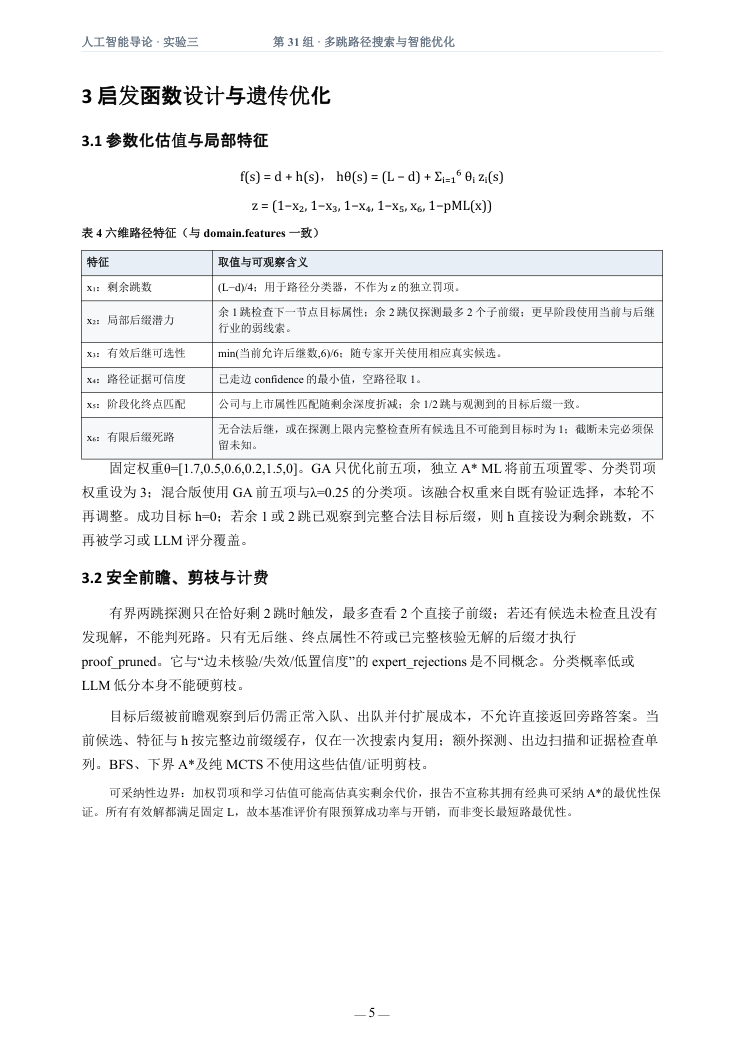 人工智能导论 · 实验三 第 31 组 · 多跳路径搜索与智能优化
3 启发函数设计与遗传优化
3.1 参数化估值与局部特征
f(s) = d + h(s)， hθ(s) = (L − d) + Σᵢ₌₁⁶ θᵢ zᵢ(s)
z = (1−x₂, 1−x₃, 1−x₄, 1−x₅, x₆, 1−pML(x))
表 4 六维路径特征（与 domain.features 一致）
特征 取值与可观察含义
x₁：剩余跳数 (L−d)/4；用于路径分类器，不作为 z 的独立罚项。
x₂：局部后缀潜力 余 1 跳检查下一节点目标属性；余 2 跳仅探测最多 2 个子前缀；更早阶段使用当前与后继
行业的弱线索。
x₃：有效后继可选性 min(当前允许后继数,6)/6；随专家开关使用相应真实候选。
x₄：路径证据可信度 已走边 confidence 的最小值，空路径取 1。
x₅：阶段化终点匹配 公司与上市属性匹配随剩余深度折减；余 1/2 跳与观测到的目标后缀一致。
x₆：有限后缀死路 无合法后继，或在探测上限内完整检查所有候选且不可能到目标时为 1；截断未完必须保
留未知。
固定权重θ=[1.7,0.5,0.6,0.2,1.5,0]。GA 只优化前五项，独立 A* ML 将前五项置零、分类罚项
权重设为 3；混合版使用 GA 前五项与λ=0.25 的分类项。该融合权重来自既有验证选择，本轮不
再调整。成功目标 h=0；若余 1 或 2 跳已观察到完整合法目标后缀，则 h 直接设为剩余跳数，不
再被学习或 LLM 评分覆盖。
3.2 安全前瞻、剪枝与计费
有界两跳探测只在恰好剩 2 跳时触发，最多查看 2 个直接子前缀；若还有候选未检查且没有
发现解，不能判死路。只有无后继、终点属性不符或已完整核验无解的后缀才执行
proof_pruned。它与“边未核验/失效/低置信度”的 expert_rejections 是不同概念。分类概率低或
LLM 低分本身不能硬剪枝。
目标后缀被前瞻观察到后仍需正常入队、出队并付扩展成本，不允许直接返回旁路答案。当
前候选、特征与 h 按完整边前缀缓存，仅在一次搜索内复用；额外探测、出边扫描和证据检查单
列。BFS、下界 A*及纯 MCTS 不使用这些估值/证明剪枝。
可采纳性边界：加权罚项和学习估值可能高估真实剩余代价，报告不宣称其拥有经典可采纳 A*的最优性保
证。所有有效解都满足固定 L，故本基准评价有限预算成功率与开销，而非变长最短路最优性。
— 5 —